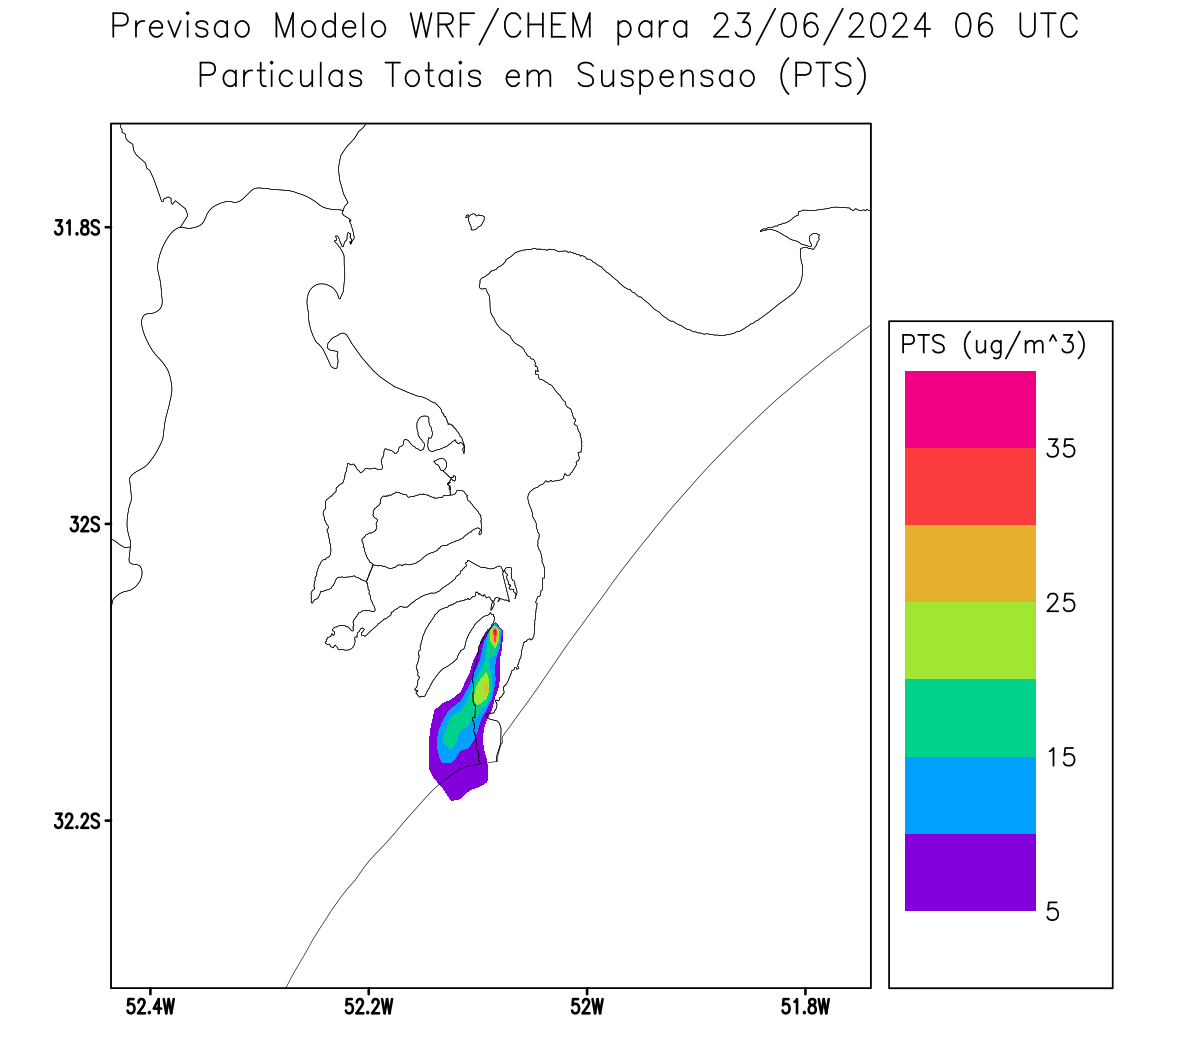 Previsao Modelo WRF/CHEM para 23/06/2024 06 UTC
Particulas Totais em Suspensao (PTS)
31.8S
32S
32.2S
52.4W
52.2W
52W
51.8W
PTS (ug/m^3)
35
25
15
5